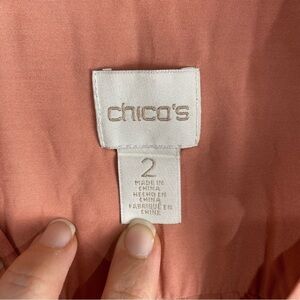 chico's
2
MADE IN
CHINA
HECHO EN
CHINA
FABRIQUÉ EN
CHINE